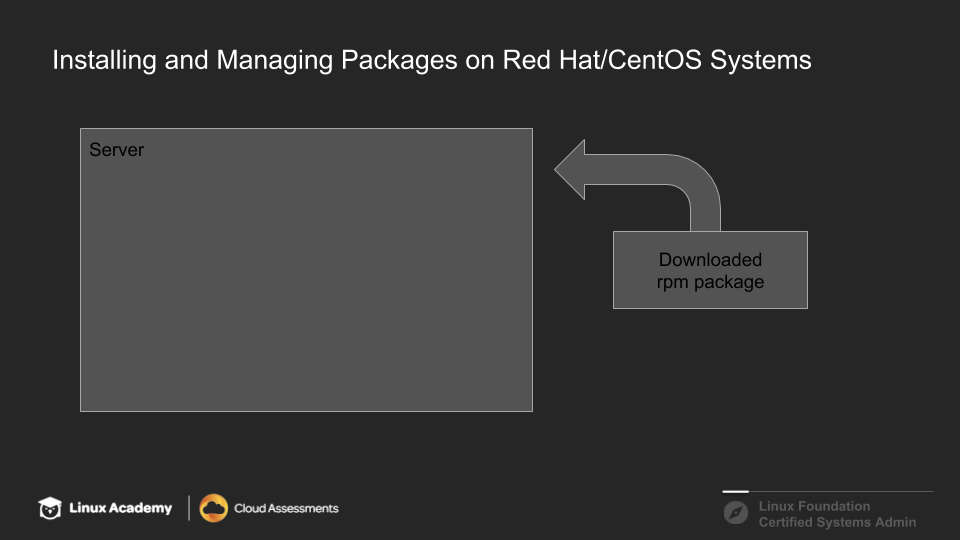 Installing and Managing Packages on Red Hat/CentOS Systems
Server
Downloaded
rpm package
Linux Academy
Cloud Assessments
Linux Foundation
Certified Systems Admin